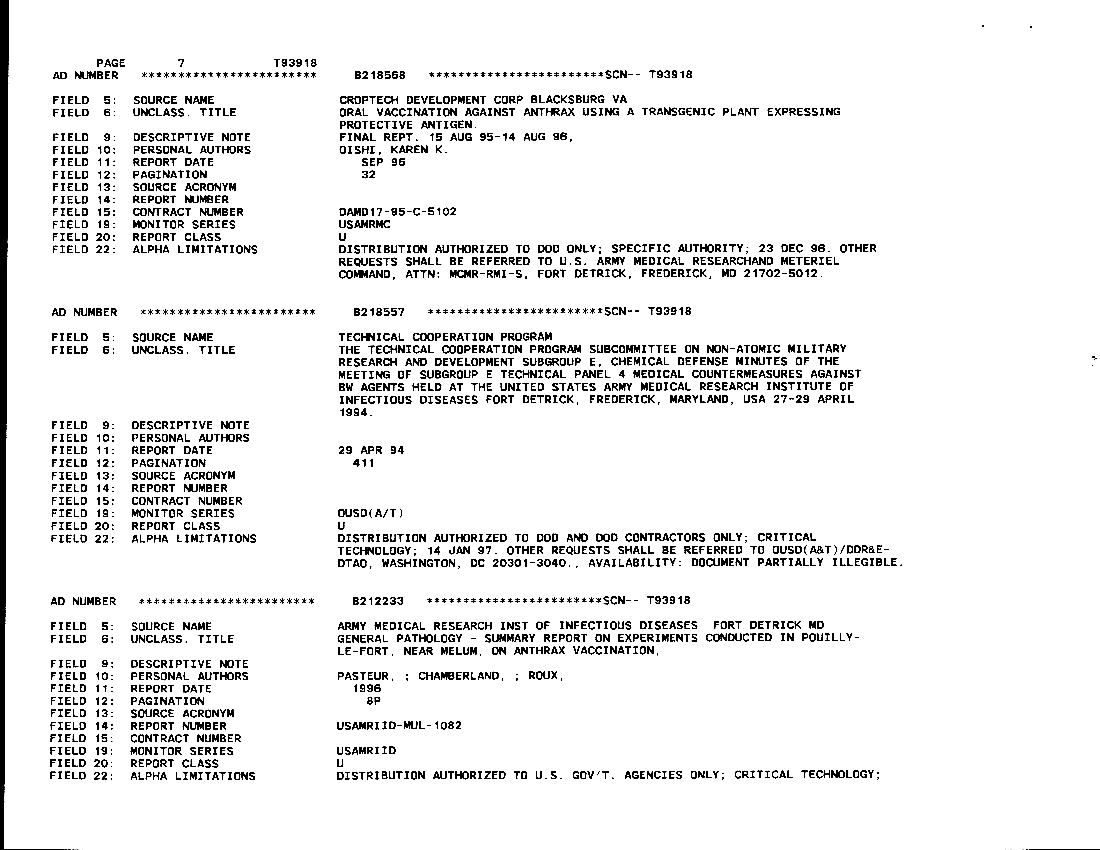 PAGE 7 T93918
AD NUMBER ************************ B218568 ************************SCN-- T93918
FIELD 5: SOURCE NAME CROPTECH DEVELOPMENT CORP BLACKSBURG VA
FIELD 6: UNCLASS. TITLE ORAL VACCINATION AGAINST ANTHRAX USING A TRANSGENIC PLANT EXPRESSING
PROTECTIVE ANTIGEN.
FIELD 9: DESCRIPTIVE NOTE FINAL REPT. 15 AUG 95-14 AUG 96,
FIELD 10: PERSONAL AUTHORS OISHI, KAREN K.
FIELD 11: REPORT DATE SEP 96
FIELD 12: PAGINATION 32
FIELD 13: SOURCE ACRONYM
FIELD 14: REPORT NUMBER
FIELD 15: CONTRACT NUMBER DAMD17-95-C-5102
FIELD 19: MONITOR SERIES USAMRMC
FIELD 20: REPORT CLASS U
FIELD 22: ALPHA LIMITATIONS DISTRIBUTION AUTHORIZED TO DOD ONLY; SPECIFIC AUTHORITY; 23 DEC 96. OTHER
REQUESTS SHALL BE REFERRED TO U.S. ARMY MEDICAL RESEARCHAND METERIEL
COMMAND, ATTN: MCMR-RMI-S, FORT DETRICK, FREDERICK, MD 21702-5012.
AD NUMBER ************************ B218557 ************************SCN-- T93918
FIELD 5: SOURCE NAME TECHNICAL COOPERATION PROGRAM
FIELD 6: UNCLASS. TITLE THE TECHNICAL COOPERATION PROGRAM SUBCOMMITTEE ON NON-ATOMIC MILITARY
RESEARCH AND DEVELOPMENT SUBGROUP E, CHEMICAL DEFENSE MINUTES OF THE
MEETING OF SUBGROUP E TECHNICAL PANEL 4 MEDICAL COUNTERMEASURES AGAINST
BW AGENTS HELD AT THE UNITED STATES ARMY MEDICAL RESEARCH INSTITUTE OF
INFECTIOUS DISEASES FORT DETRICK, FREDERICK, MARYLAND, USA 27-29 APRIL
1994.
FIELD 9: DESCRIPTIVE NOTE
FIELD 10: PERSONAL AUTHORS
FIELD 11: REPORT DATE 29 APR 94
FIELD 12: PAGINATION 411
FIELD 13: SOURCE ACRONYM
FIELD 14: REPORT NUMBER
FIELD 15: CONTRACT NUMBER
FIELD 19: MONITOR SERIES OUSD(A/T)
FIELD 20: REPORT CLASS U
FIELD 22: ALPHA LIMITATIONS DISTRIBUTION AUTHORIZED TO DOD AND DOD CONTRACTORS ONLY; CRITICAL
TECHNOLOGY; 14 JAN 97. OTHER REQUESTS SHALL BE REFERRED TO OUSD(A&T)/DDR&E-
DTAO, WASHINGTON, DC 20301-3040., AVAILABILITY: DOCUMENT PARTIALLY ILLEGIBLE.
AD NUMBER ************************ B212233 ************************SCN-- T93918
FIELD 5: SOURCE NAME ARMY MEDICAL RESEARCH INST OF INFECTIOUS DISEASES FORT DETRICK MD
FIELD 6: UNCLASS. TITLE GENERAL PATHOLOGY - SUMMARY REPORT ON EXPERIMENTS CONDUCTED IN POUILLY-
LE-FORT, NEAR MELUM, ON ANTHRAX VACCINATION,
FIELD 9: DESCRIPTIVE NOTE
FIELD 10: PERSONAL AUTHORS PASTEUR, ; CHAMBERLAND, ; ROUX,
FIELD 11: REPORT DATE 1996
FIELD 12: PAGINATION 8P
FIELD 13: SOURCE ACRONYM
FIELD 14: REPORT NUMBER USAMRIID-MUL-1082
FIELD 15: CONTRACT NUMBER
FIELD 19: MONITOR SERIES USAMRIID
FIELD 20: REPORT CLASS U
FIELD 22: ALPHA LIMITATIONS DISTRIBUTION AUTHORIZED TO U.S. GOV'T. AGENCIES ONLY; CRITICAL TECHNOLOGY;